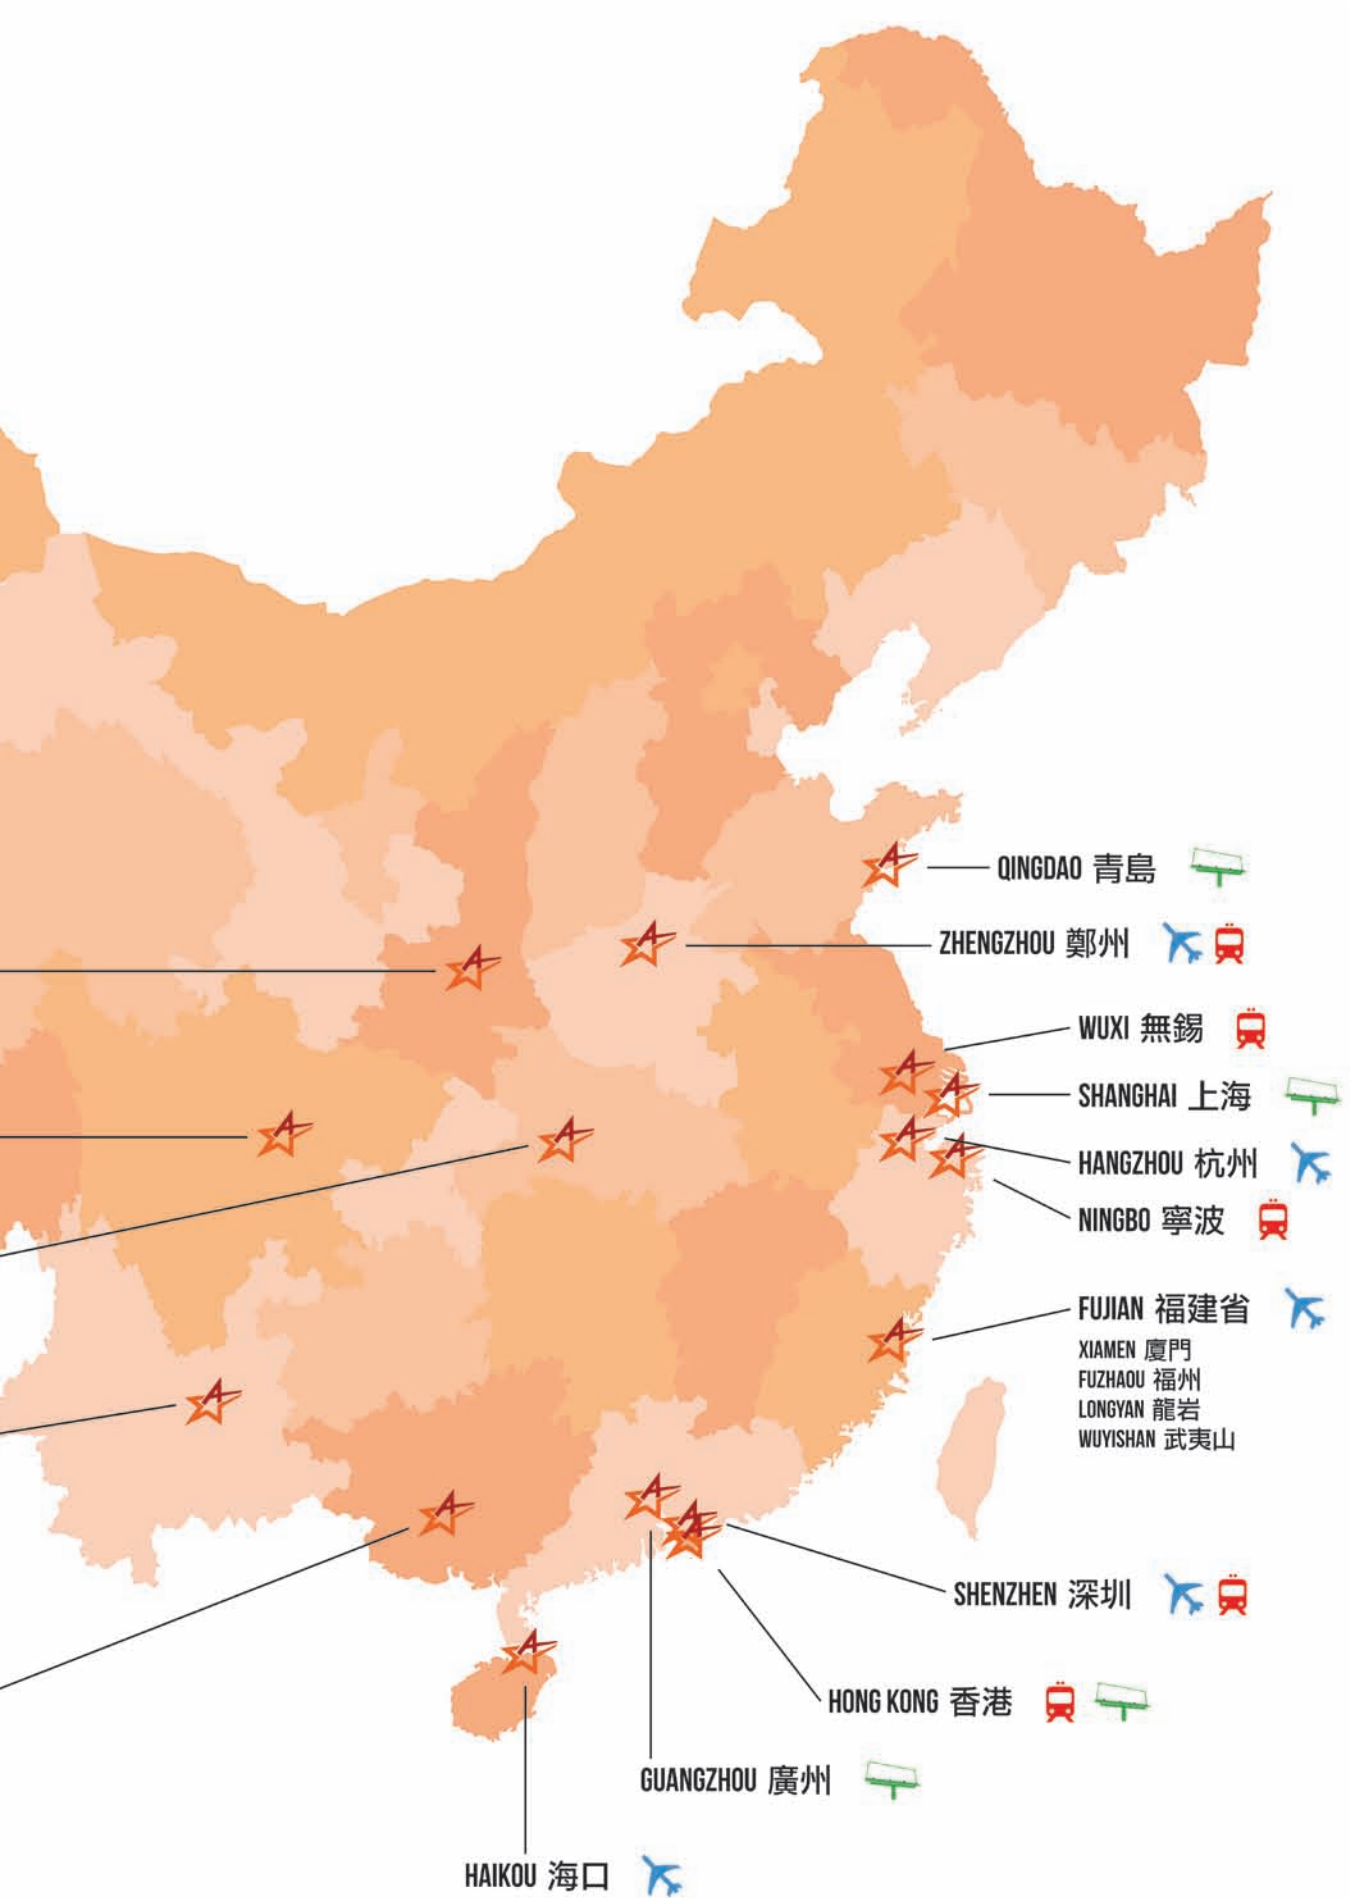 QINGDAO 青島
ZHENGZHOU 鄭州
WUXI 無錫
SHANGHAI 上海
HANGZHOU 杭州
NINGBO 寧波
FUJIAN 福建省
XIAMEN 廈門
FUZHAOU 福州
LONGYAN 龍岩
WUYISHAN 武夷山
SHENZHEN 深圳
HONG KONG 香港
GUANGZHOU 廣州
HAIKOU 海口